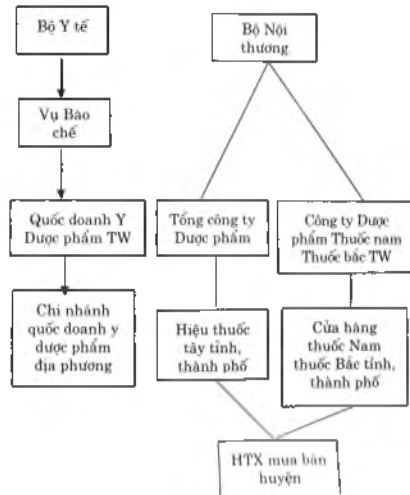 Bộ Y tế
Bộ Nội
thương
Vụ Bào
chế
Quốc doanh Y
Dược phẩm TW
Tổng công ty
Dược phẩm
Công ty Dược
phẩm Thuốc nam
Thuốc bắc TW
Chi nhánh
quốc doanh y
dược phẩm
địa phương
Hiệu thuốc
tây tỉnh,
thành phố
Cửa hàng
thuốc Nam
thuốc Bắc tỉnh,
thành phố
HTX mua bán
huyện